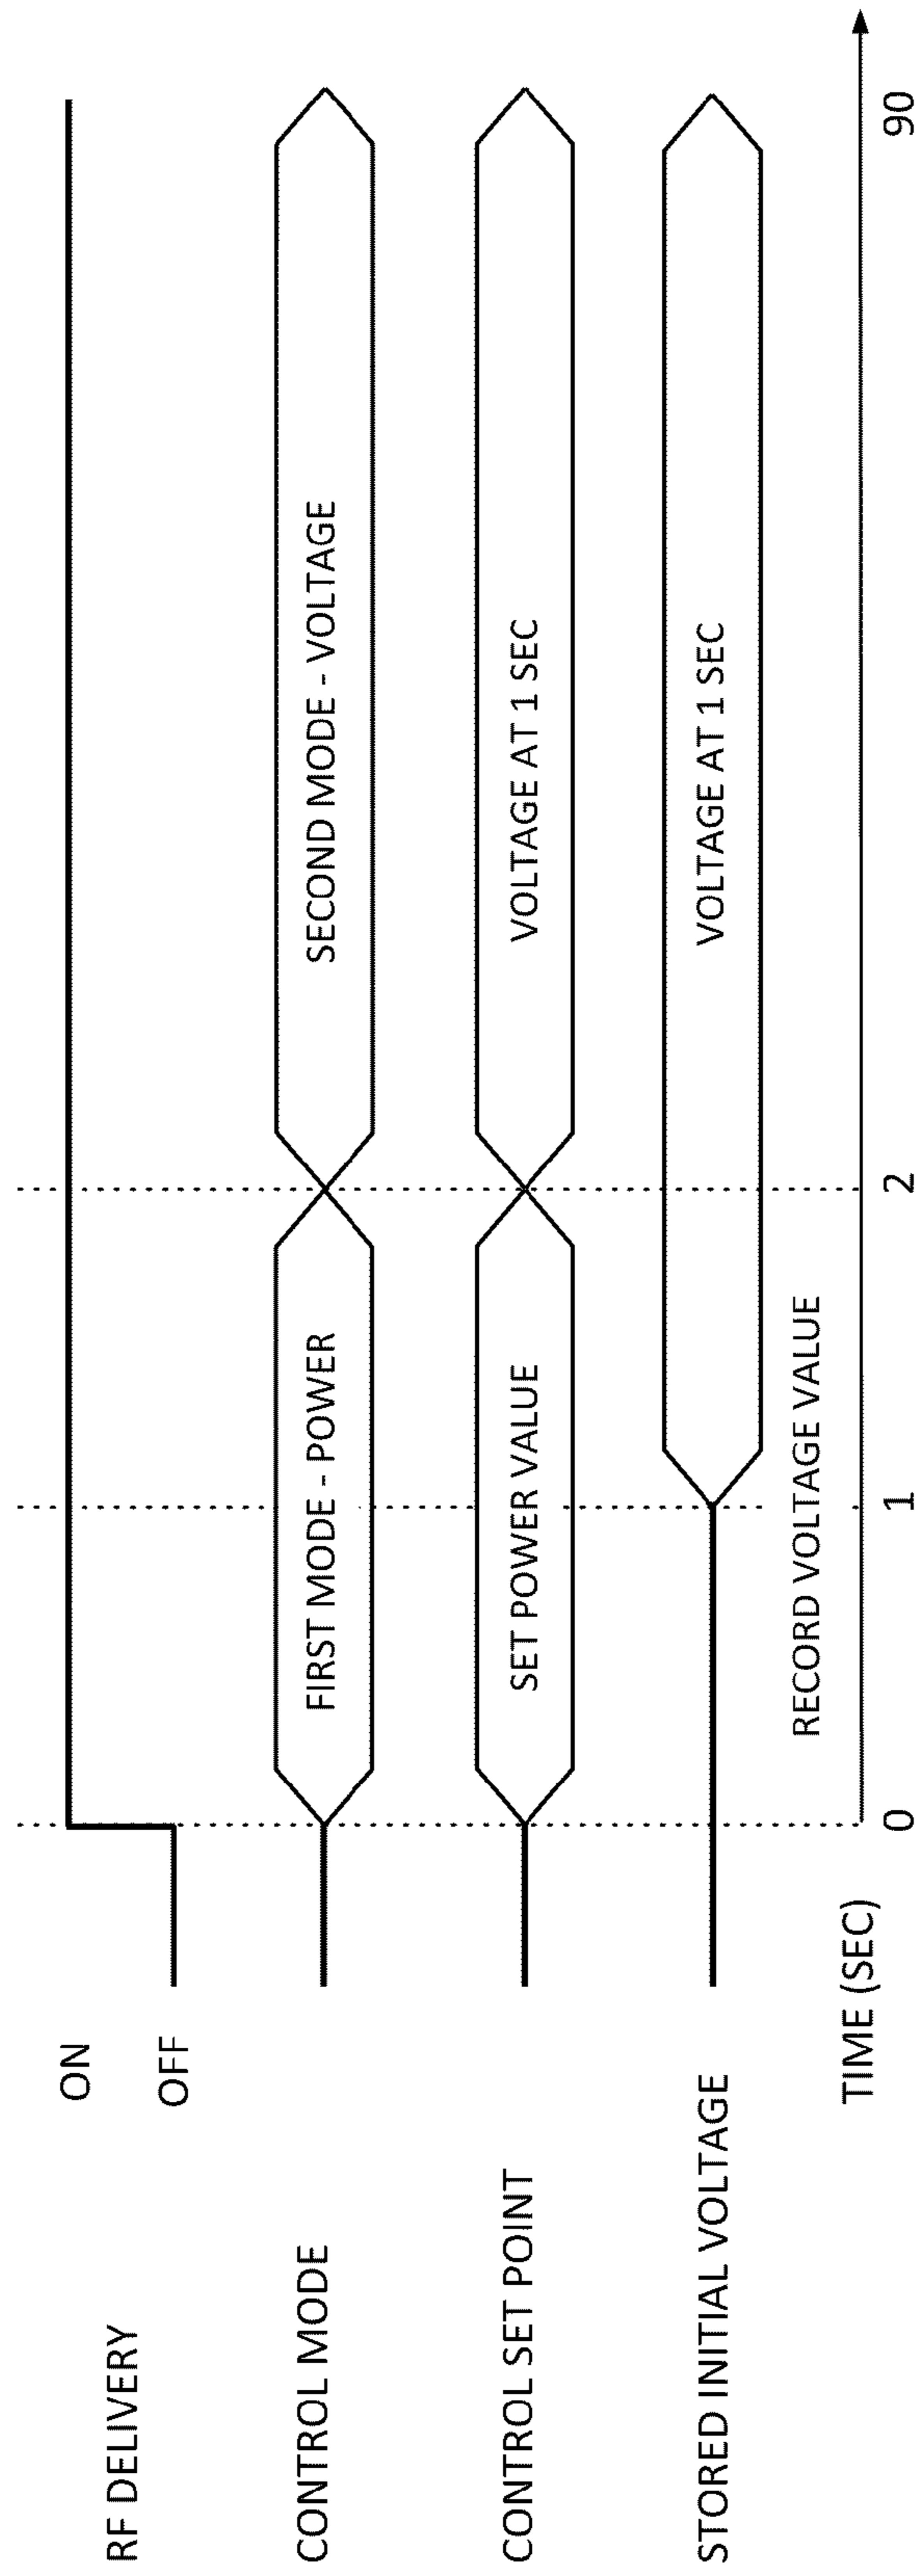 RF DELIVERY
ON
OFF
CONTROL MODE
FIRST MODE - POWER
SECOND MODE - VOLTAGE
CONTROL SET POINT
SET POWER VALUE
VOLTAGE AT 1 SEC
STORED INITIAL VOLTAGE
VOLTAGE AT 1 SEC
RECORD VOLTAGE VALUE
TIME (SEC)
0
1
2
90